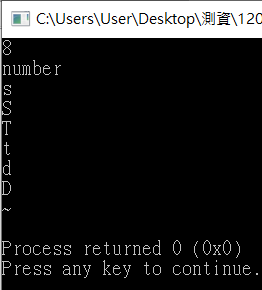 C:\Users\User\Desktop\測資\120
8
number
s
S
T
t
d
D
~
Process returned 0 (0x0)
Press any key to continue.